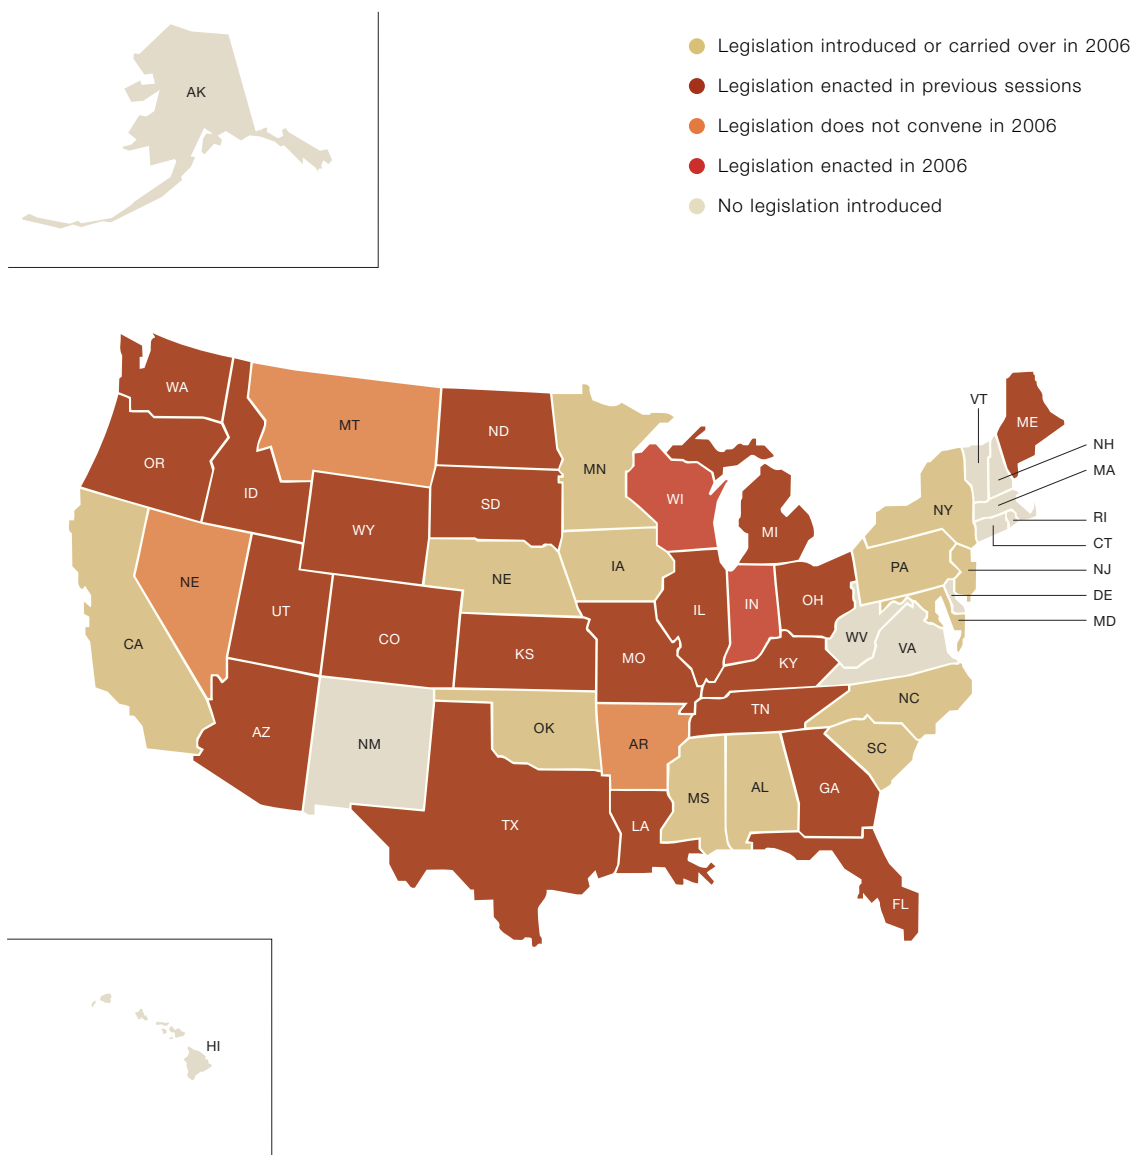 AK
Legislation introduced or carried over in 2006
Legislation enacted in previous sessions
Legislation does not convene in 2006
Legislation enacted in 2006
No legislation introduced
WA
MT
ND
MN
OR
ID
SD
WY
WI
MI
VT
ME
NH
MA
NY
RI
CT
NJ
DE
MD
NE
NE
IA
PA
UT
CO
CA
KS
MO
IL
IN
OH
WV
VA
KY
NC
TN
AZ
NM
OK
AR
SC
MS
AL
GA
TX
LA
FL
HI